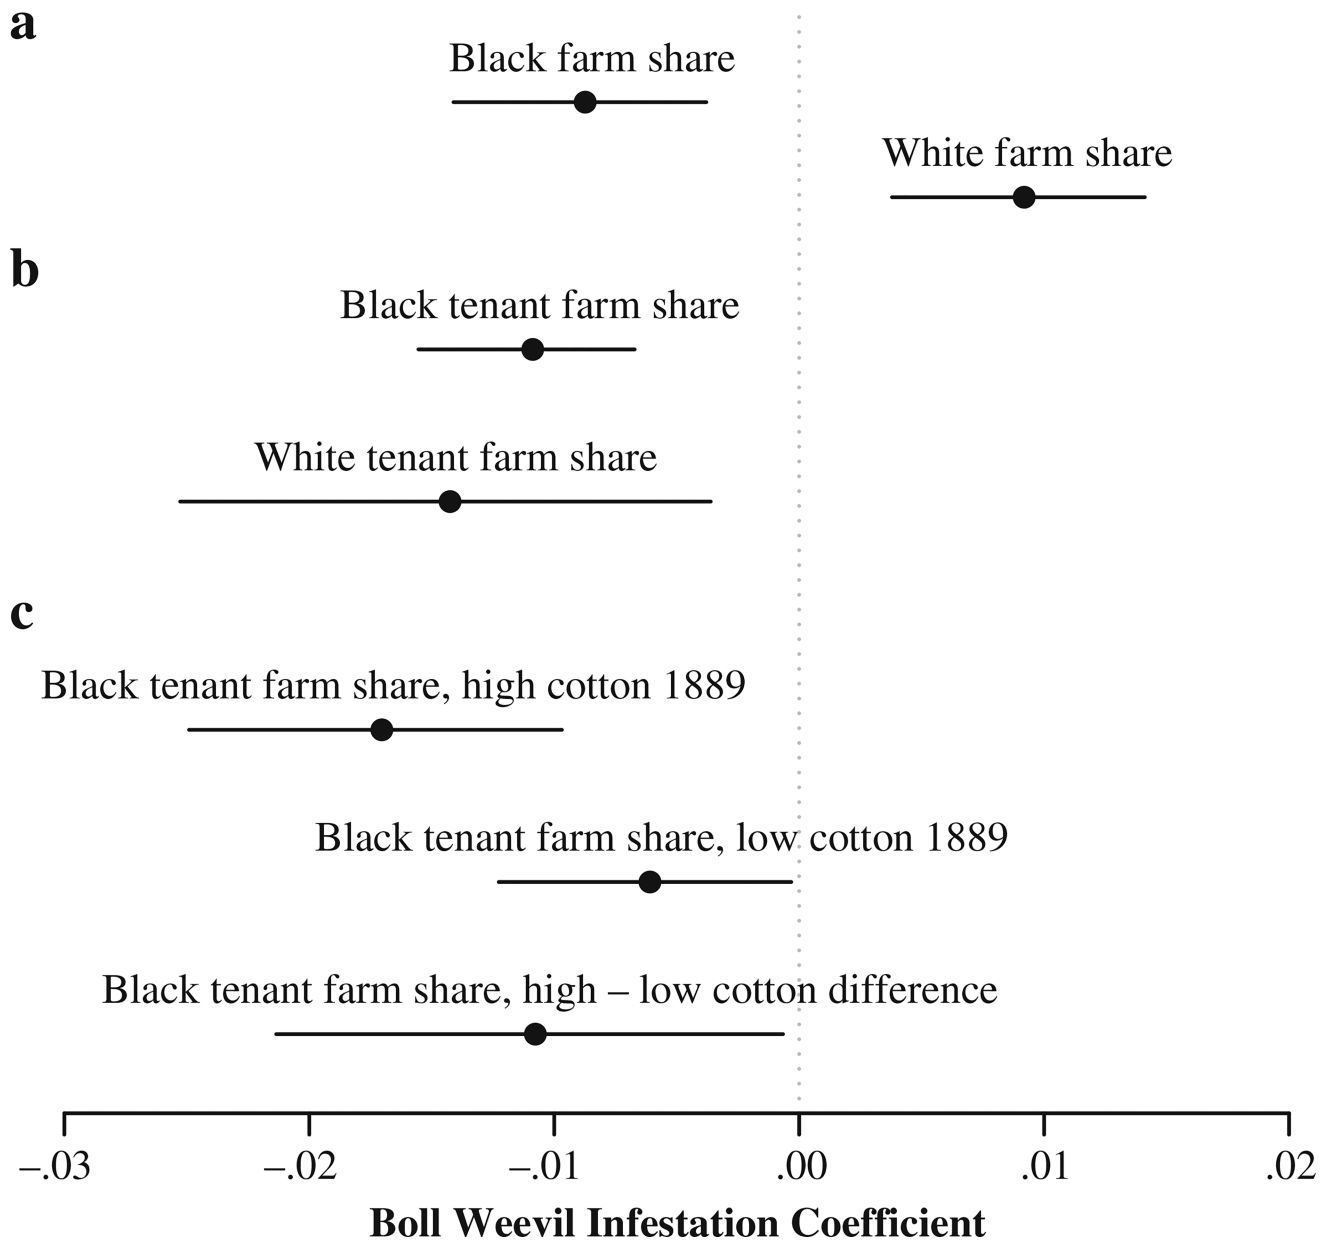 a
Black farm share
White farm share
b
Black tenant farm share
White tenant farm share
c
Black tenant farm share, high cotton 1889
Black tenant farm share, low cotton 1889
Black tenant farm share, high – low cotton difference
–.03 –.02 –.01 .00 .01 .02
Boll Weevil Infestation Coefficient